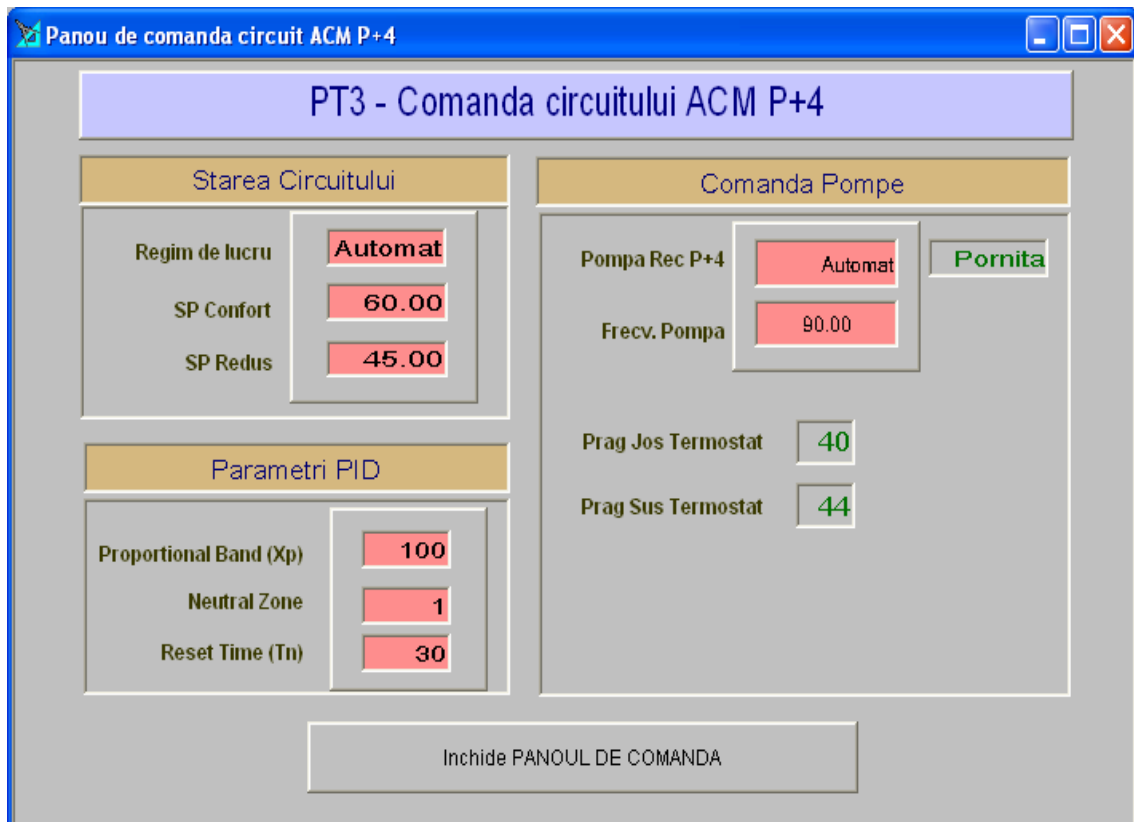 Panou de comanda circuit ACM P+4
PT3 - Comanda circuitului ACM P+4
Starea Circuitului
Regim de lucru Automat
SP Confort 60.00
SP Redus 45.00
Parametri PID
Proportional Band (Xp) 100
Neutral Zone 1
Reset Time (Tn) 30
Comanda Pompe
Pompa Rec P+4 Automat Pornita
Frecv. Pompa 90.00
Prag Jos Termostat 40
Prag Sus Termostat 44
Inchide PANOUL DE COMANDA